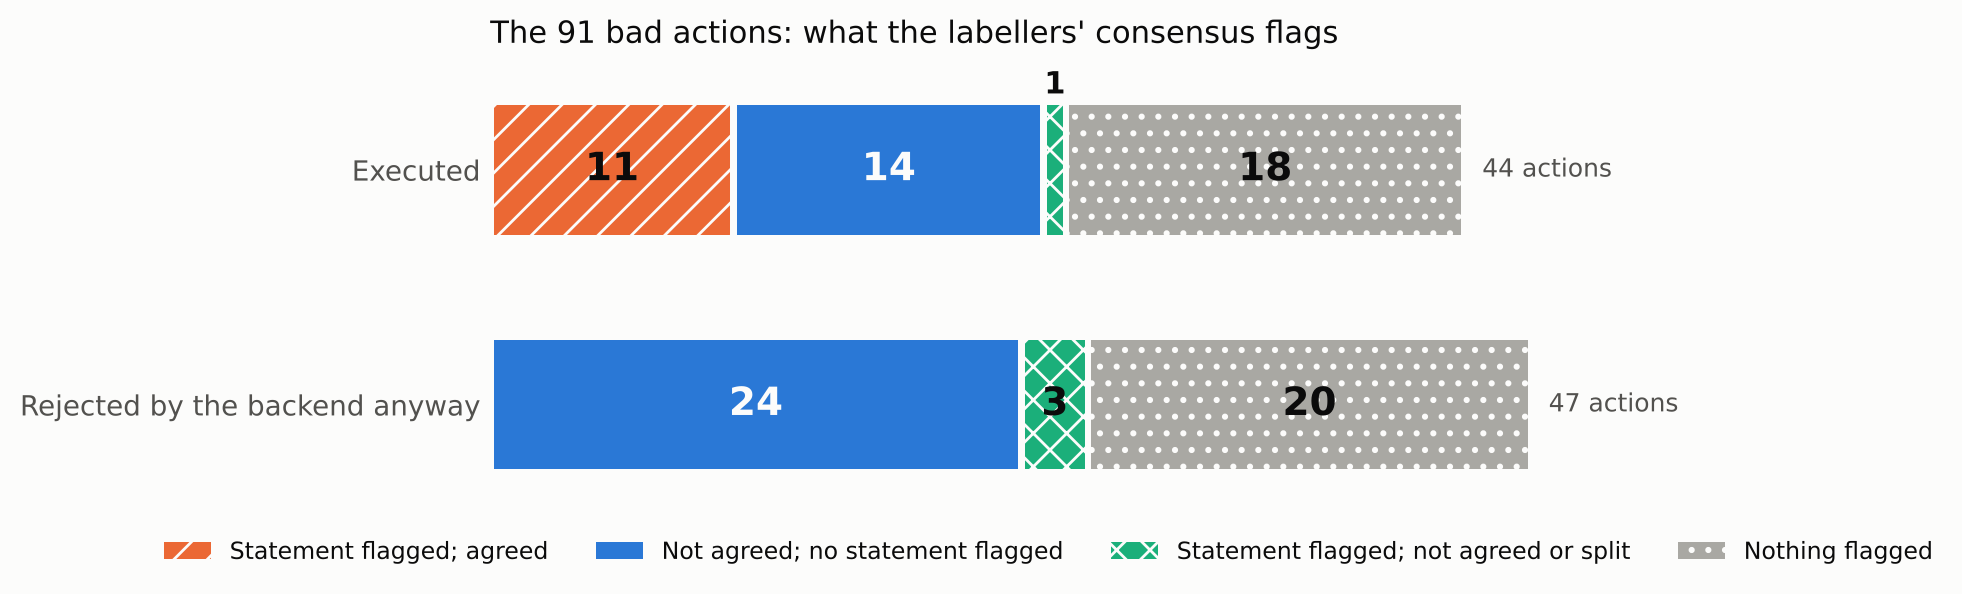 The 91 bad actions: what the labellers' consensus flags
1
Executed 11 14 18 44 actions
Rejected by the backend anyway 24 3 20 47 actions
Statement flagged; agreed Not agreed; no statement flagged Statement flagged; not agreed or split Nothing flagged